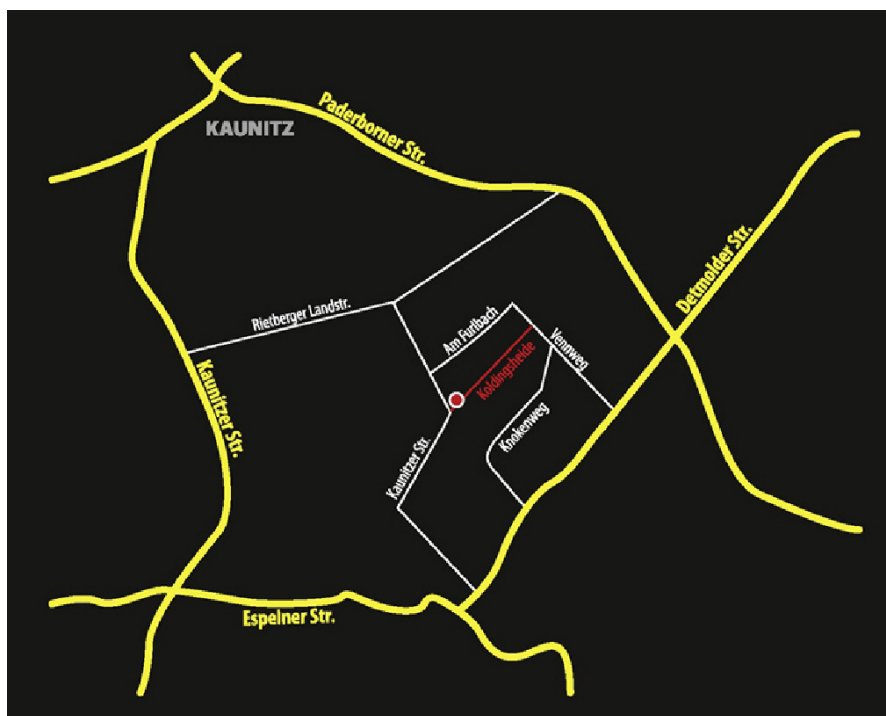 KAUNITZ
Paderborner Str.
Detmolder Str.
Rietberger Landstr.
Am Furlbach
Vennweg
Koldingsheide
Kaunitzer Str.
Knokenweg
Kaunitzer Str.
Espelner Str.